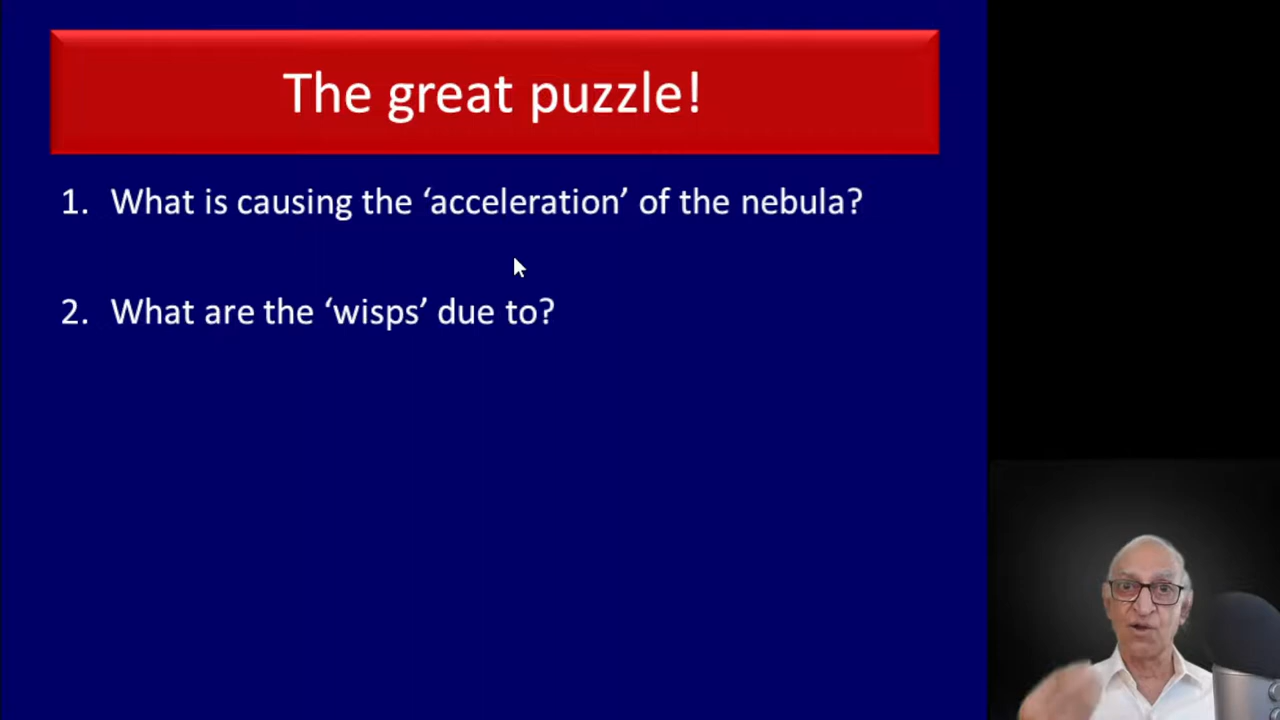 The great puzzle!
1. What is causing the ‘acceleration’ of the nebula?
2. What are the ‘wisps’ due to?